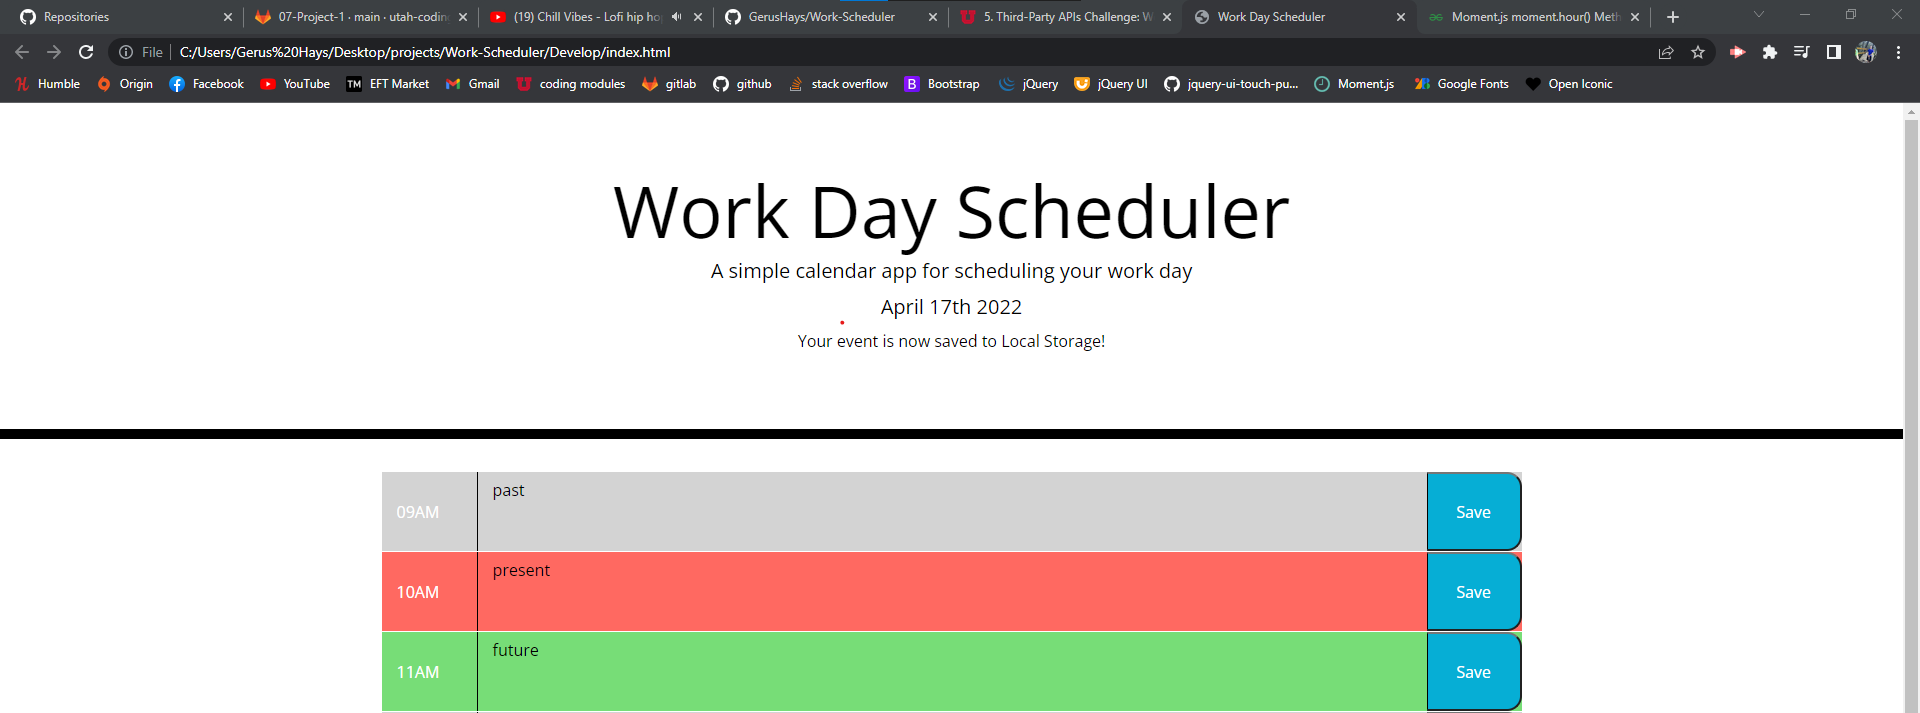 Repositories
07-Project-1 · main · utah-codin
(19) Chill Vibes - Lofi hip ho
GerusHays/Work-Scheduler
5. Third-Party APIs Challenge: W
Work Day Scheduler
Moment.js moment.hour() Meth
File
C:/Users/Gerus%20Hays/Desktop/projects/Work-Scheduler/Develop/index.html
Humble
Origin
Facebook
YouTube
TM
EFT Market
Gmail
coding modules
gitlab
github
stack overflow
B
Bootstrap
jQuery
jQuery UI
jquery-ui-touch-pu...
Moment.js
Google Fonts
Open Iconic
Work Day Scheduler
A simple calendar app for scheduling your work day
April 17th 2022
Your event is now saved to Local Storage!
09AM
past
Save
10AM
present
Save
11AM
future
Save